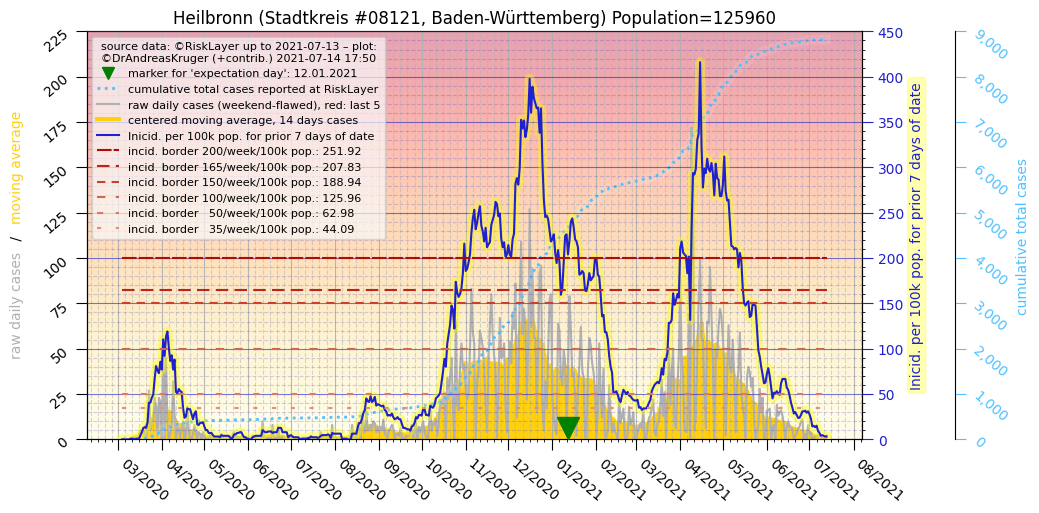 Heilbronn (Stadtkreis #08121, Baden-Württemberg) Population=125960
source data: ©RiskLayer up to 2021-07-13 – plot:
©DrAndreasKruger (+contrib.) 2021-07-14 17:50
marker for 'expectation day': 12.01.2021
cumulative total cases reported at RiskLayer
raw daily cases (weekend-flawed), red: last 5
centered moving average, 14 days cases
Inicid. per 100k pop. for prior 7 days of date
incid. border 200/week/100k pop.: 251.92
incid. border 165/week/100k pop.: 207.83
incid. border 150/week/100k pop.: 188.94
incid. border 100/week/100k pop.: 125.96
incid. border   50/week/100k pop.: 62.98
incid. border   35/week/100k pop.: 44.09
raw daily cases / moving average
225
200
175
150
125
100
75
50
25
0
450
400
350
300
250
200
150
100
50
0
Inicid. per 100k pop. for prior 7 days of date
9,000
8,000
7,000
6,000
5,000
4,000
3,000
2,000
1,000
0
cumulative total cases
03/2020
04/2020
05/2020
06/2020
07/2020
08/2020
09/2020
10/2020
11/2020
12/2020
01/2021
02/2021
03/2021
04/2021
05/2021
06/2021
07/2021
08/2021